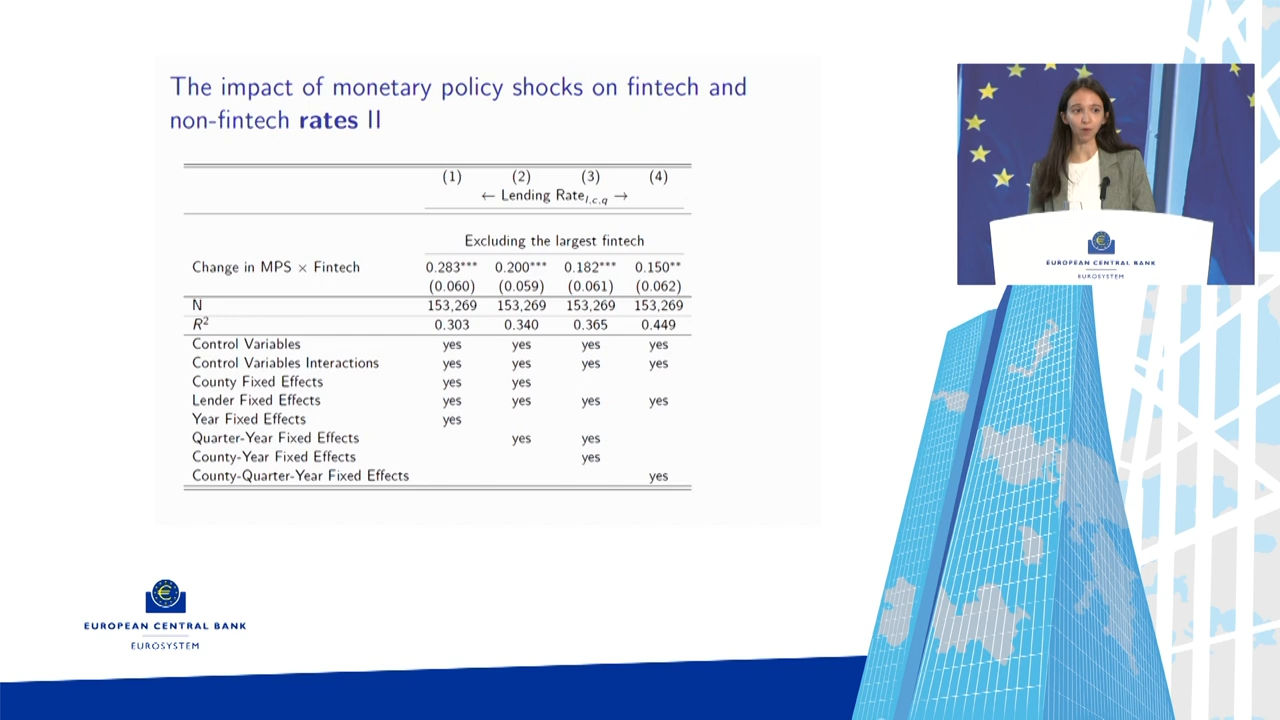 The impact of monetary policy shocks on fintech and
non-fintech rates II
(1) (2) (3) (4)
← Lending Rate l,c,q →
Excluding the largest fintech
Change in MPS × Fintech 0.283*** 0.200*** 0.182*** 0.150**
(0.060) (0.059) (0.061) (0.062)
N 153,269 153,269 153,269 153,269
R2 0.303 0.340 0.365 0.449
Control Variables yes yes yes yes
Control Variables Interactions yes yes yes yes
County Fixed Effects yes yes
Lender Fixed Effects yes yes yes yes
Year Fixed Effects yes
Quarter-Year Fixed Effects yes yes
County-Year Fixed Effects yes
County-Quarter-Year Fixed Effects yes
EUROPEAN CENTRAL BANK
EUROSYSTEM
EUROPEAN CENTRAL BANK
EUROSYSTEM